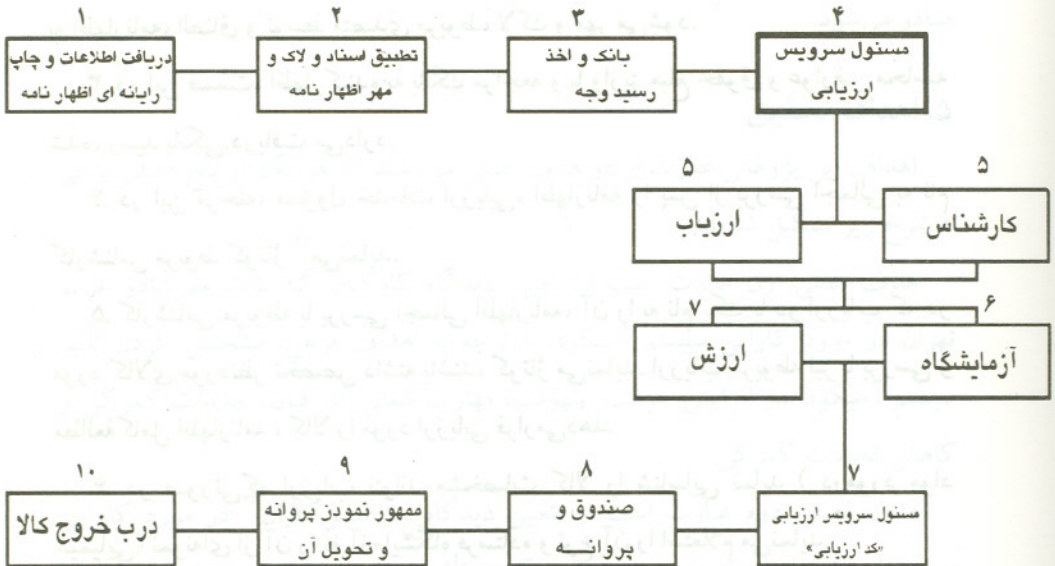 ۱
دریافت اطلاعات و چاپ
رایانه ای اظهار نامه
۲
تطبیق اسناد و لاک و
مهر اظهار نامه
۳
بانک و اخذ
رسید وجه
۴
مسئول سرویس
ارزیابی
۵
ارزیاب
۵
کارشناس
۷
ارزش
۶
آزمایشگاه
۷
مسئول سرویس ارزیابی
«کد ارزیابی»
۸
صندوق و
پروانه
۹
ممهور نمودن پروانه
و تحویل آن
۱۰
درب خروج کالا